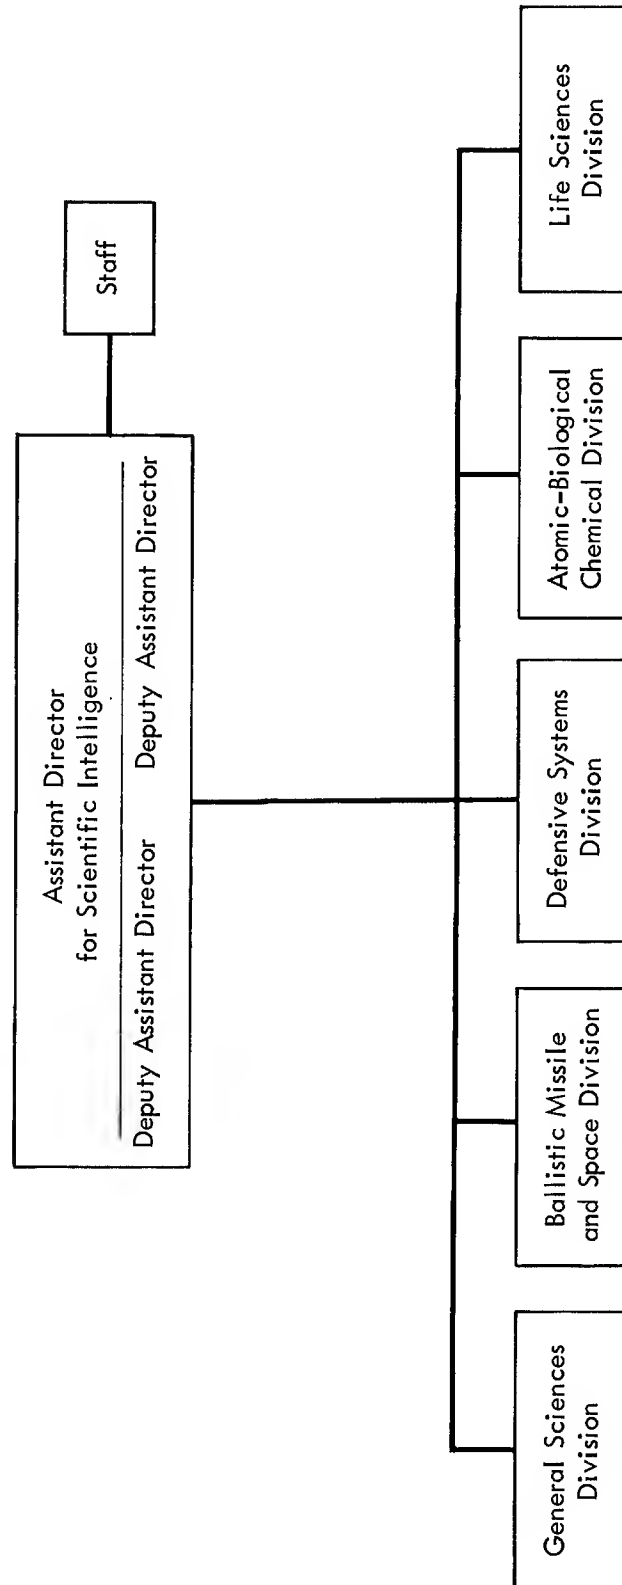 Assistant Director
for Scientific Intelligence
Deputy Assistant Director Deputy Assistant Director
Staff
General Sciences
Division
Ballistic Missile
and Space Division
Defensive Systems
Division
Atomic-Biological
Chemical Division
Life Sciences
Division